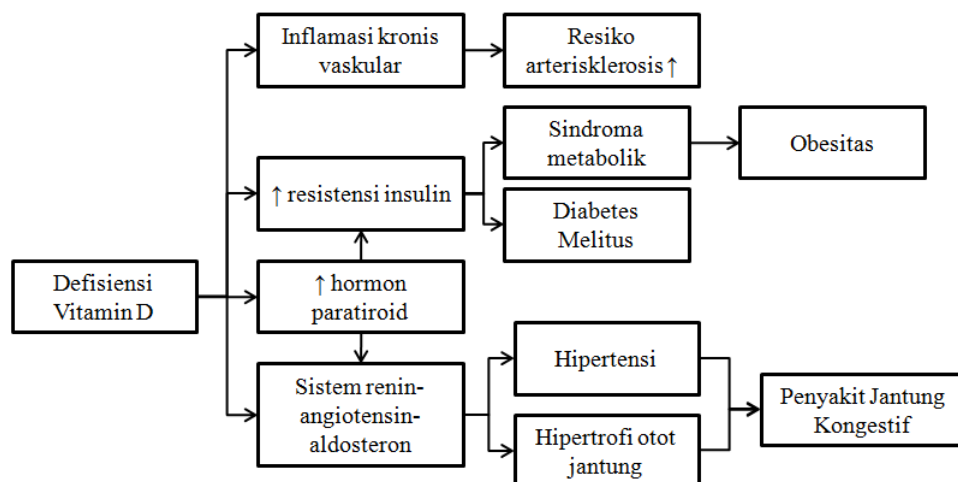 Inflamasi kronis
vaskular
Resiko
arterisklerosis ↑
Sindroma
metabolik
Obesitas
↑ resistensi insulin
Diabetes
Melitus
Defisiensi
Vitamin D
↑ hormon
paratiroid
Hipertensi
Sistem renin-
angiotensin-
aldosteron
Penyakit Jantung
Kongestif
Hipertrofi otot
jantung